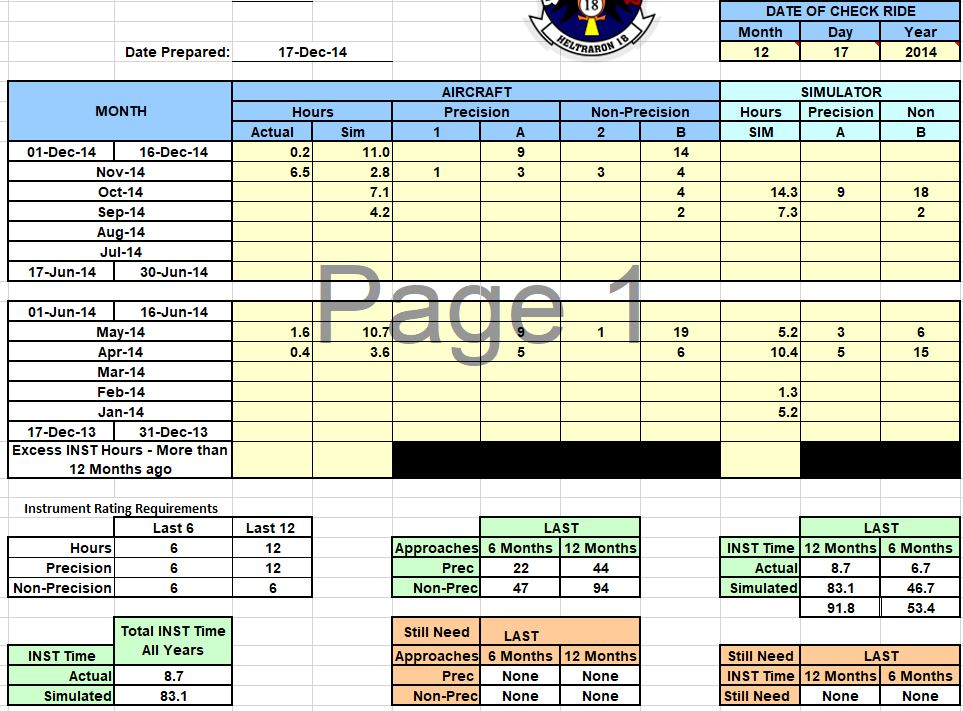 18
HELTRARON 18
DATE OF CHECK RIDE
Month Day Year
Date Prepared: 17-Dec-14 12 17 2014
MONTH AIRCRAFT SIMULATOR
Hours Precision Non-Precision Hours Precision Non
Actual Sim 1 A 2 B SIM A B
01-Dec-14 16-Dec-14 0.2 11.0 9 14
Nov-14 6.5 2.8 1 3 3 4
Oct-14 7.1 4 14.3 9 18
Sep-14 4.2 2 7.3 2
Aug-14
Jul-14
17-Jun-14 30-Jun-14
Page 1
01-Jun-14 16-Jun-14
May-14 1.6 10.7 9 1 19 5.2 3 6
Apr-14 0.4 3.6 5 6 10.4 5 15
Mar-14
Feb-14 1.3
Jan-14 5.2
17-Dec-13 31-Dec-13
Excess INST Hours - More than
12 Months ago
Instrument Rating Requirements
Last 6 Last 12 LAST LAST
Hours 6 12 Approaches 6 Months 12 Months INST Time 12 Months 6 Months
Precision 6 12 Prec 22 44 Actual 8.7 6.7
Non-Precision 6 6 Non-Prec 47 94 Simulated 83.1 46.7
91.8 53.4
Total INST Time
All Years
Still Need LAST
INST Time Approaches 6 Months 12 Months Still Need LAST
Actual 8.7 Prec None None INST Time 12 Months 6 Months
Simulated 83.1 Non-Prec None None Still Need None None